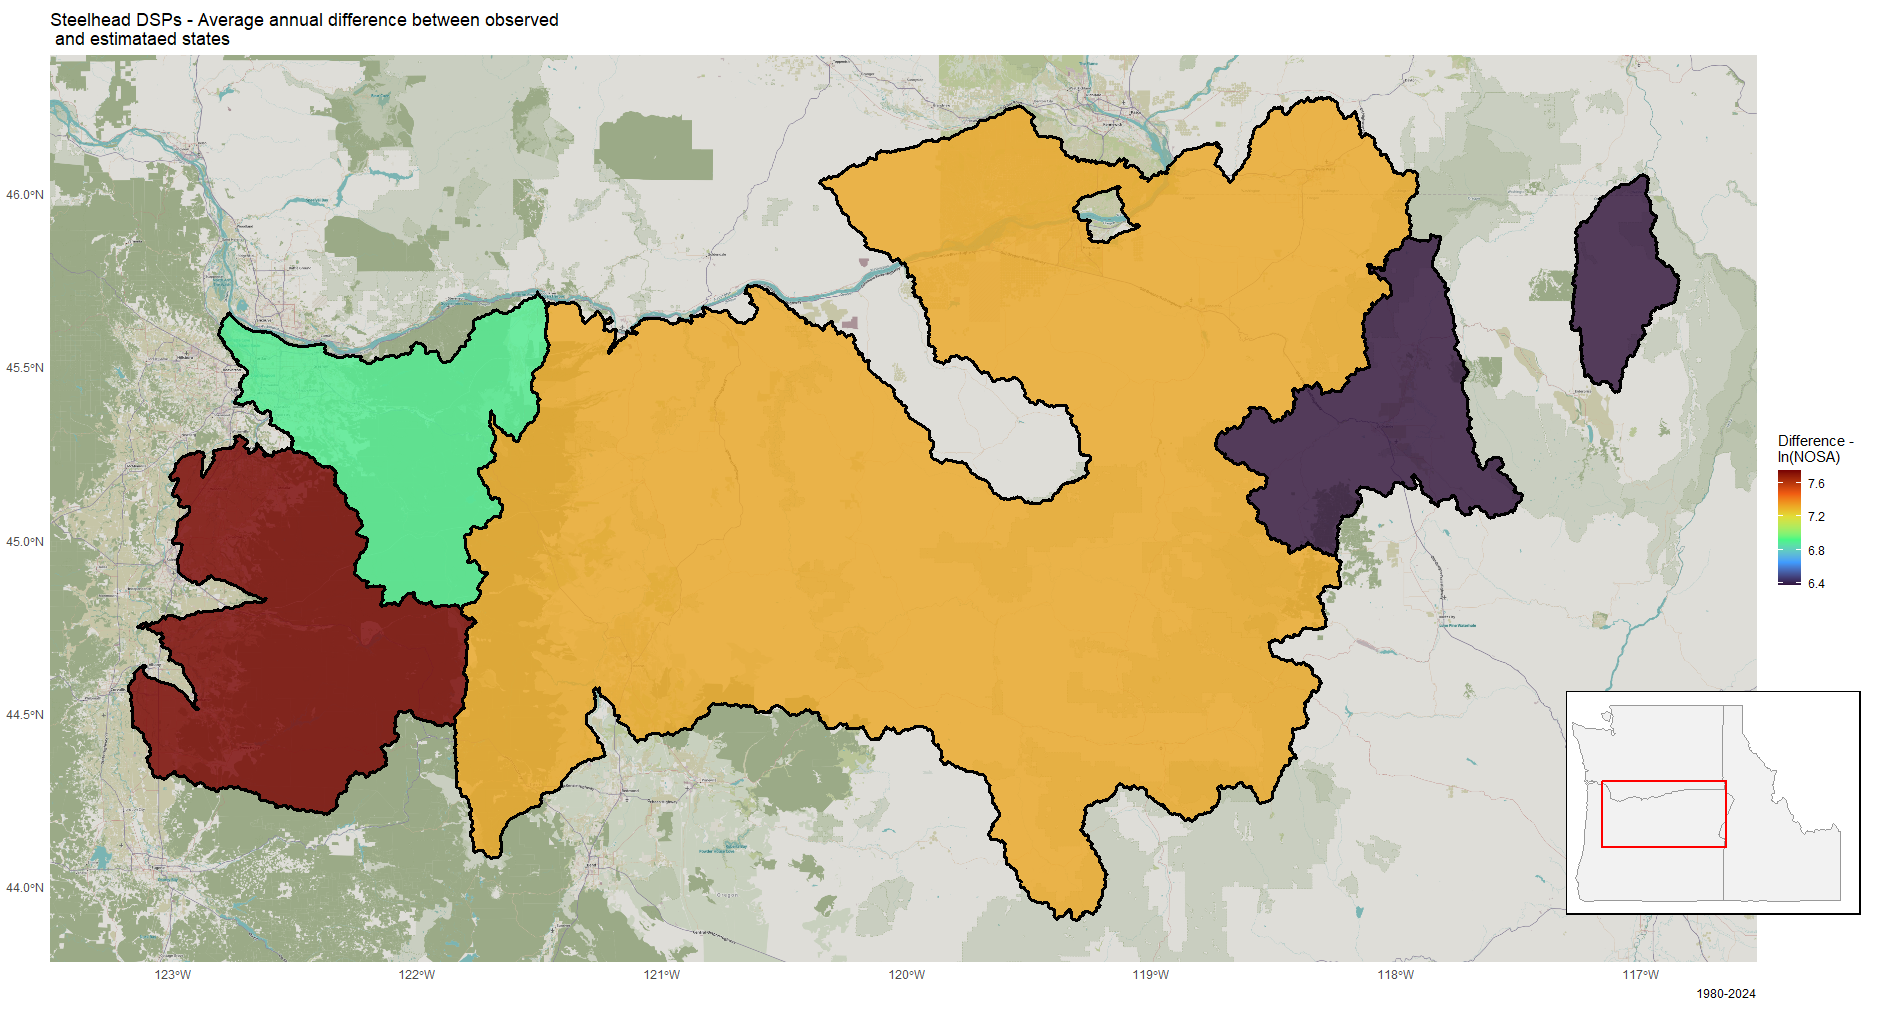 Steelhead DSPs - Average annual difference between observed
and estimataed states
46.0°N
45.5°N
45.0°N
44.5°N
44.0°N
123°W
122°W
121°W
120°W
119°W
118°W
117°W
Difference -
ln(NOSA)
7.6
7.2
6.8
6.4
1980-2024